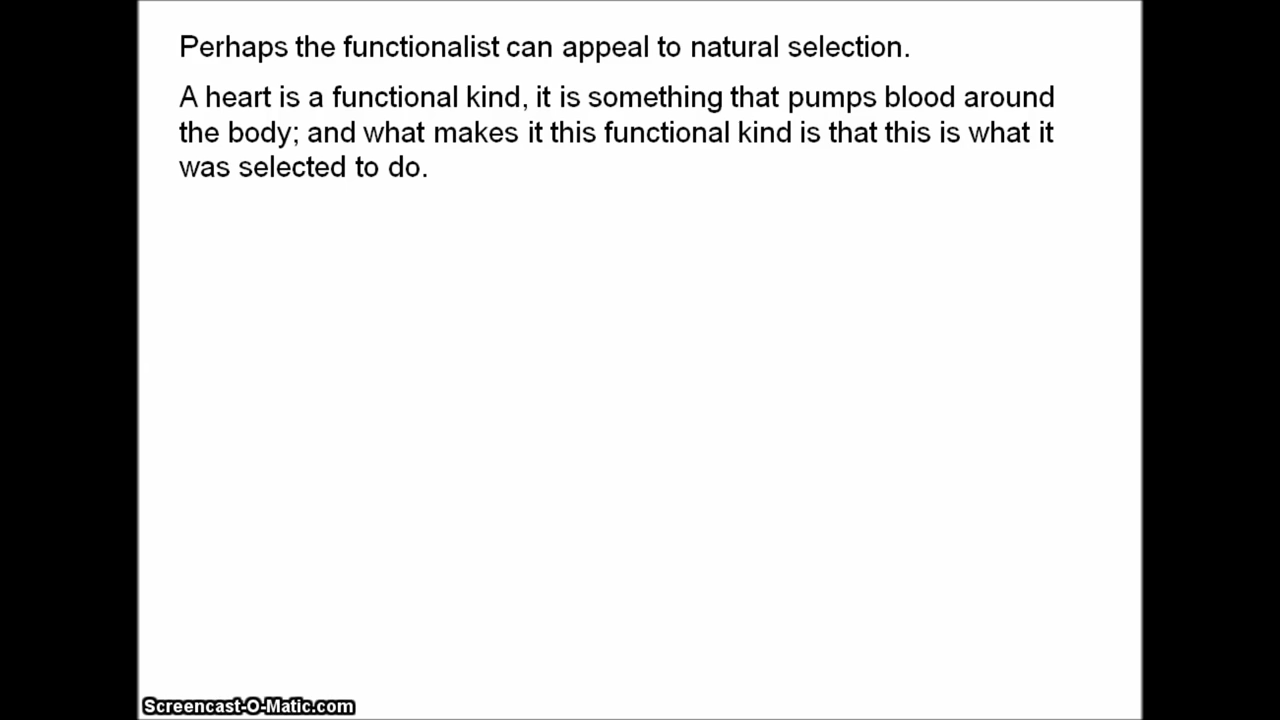 Perhaps the functionalist can appeal to natural selection.
A heart is a functional kind, it is something that pumps blood around
the body; and what makes it this functional kind is that this is what it
was selected to do.
Screencast-O-Matic.com